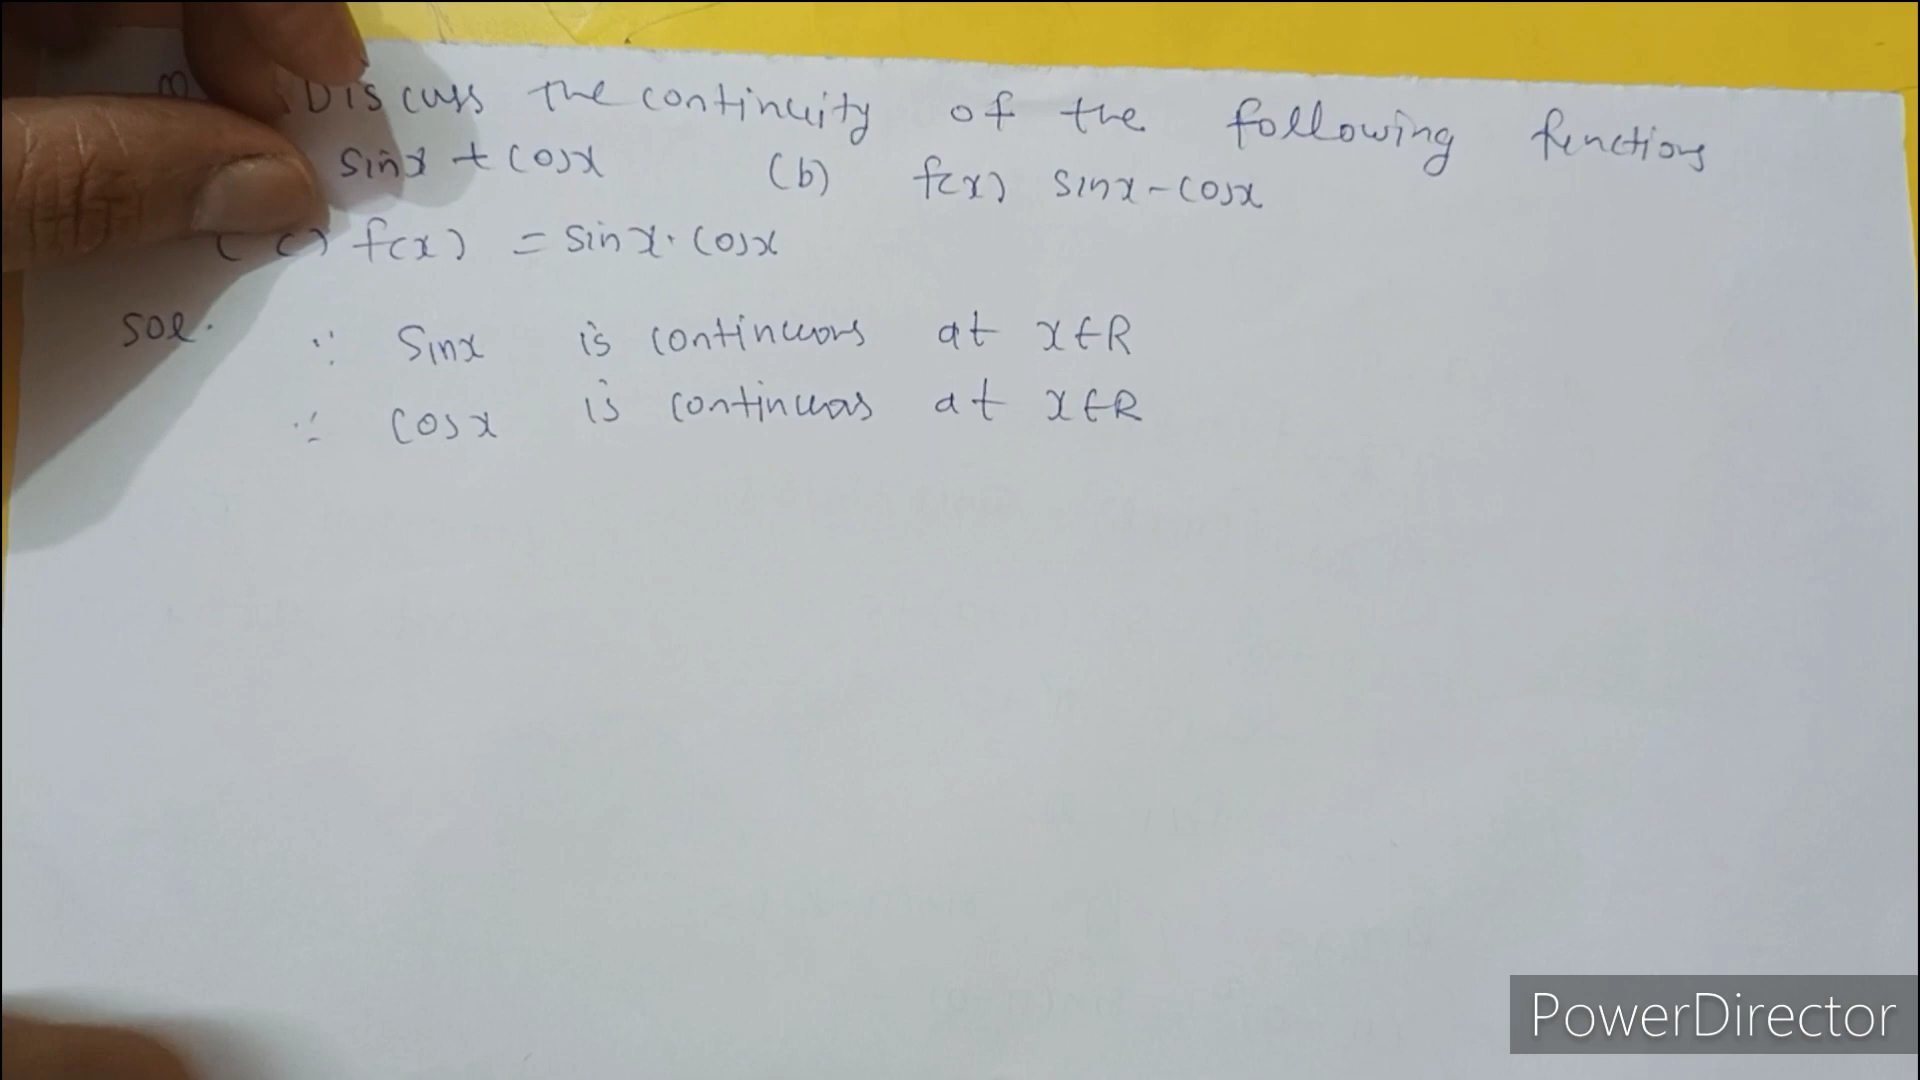 Discuss the continuity of the following functions
sinx + cosx (b) f(x) sinx - cosx
(c) f(x) = sinx . cosx
Sol. ∵ Sinx is continuous at x∈R
∵ cosx is continuous at x∈R
PowerDirector